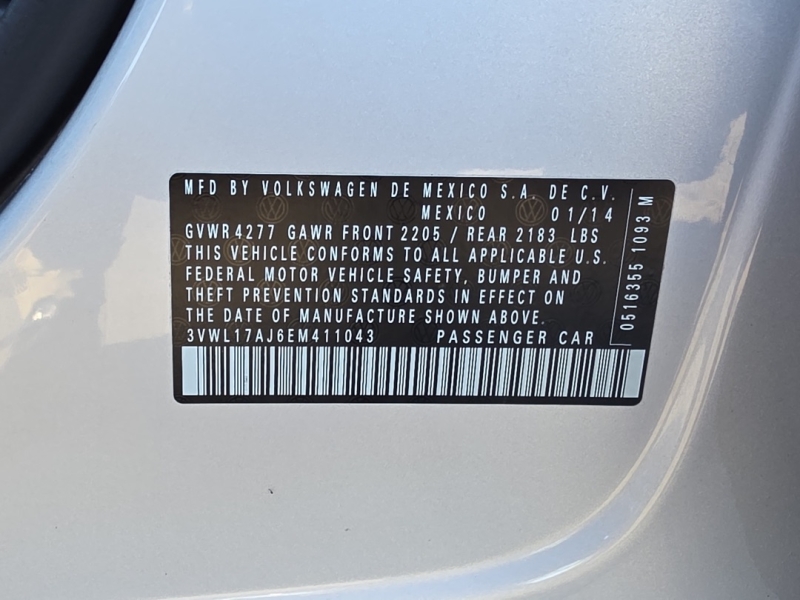 MFD BY VOLKSWAGEN DE MEXICO S.A. DE C.V.
MEXICO 01/14
GVWR 4277 GAWR FRONT 2205 / REAR 2183 LBS
THIS VEHICLE CONFORMS TO ALL APPLICABLE U.S.
FEDERAL MOTOR VEHICLE SAFETY, BUMPER AND
THEFT PREVENTION STANDARDS IN EFFECT ON
THE DATE OF MANUFACTURE SHOWN ABOVE.
3VWL17AJ6EM411043 PASSENGER CAR
0516355 1093 M